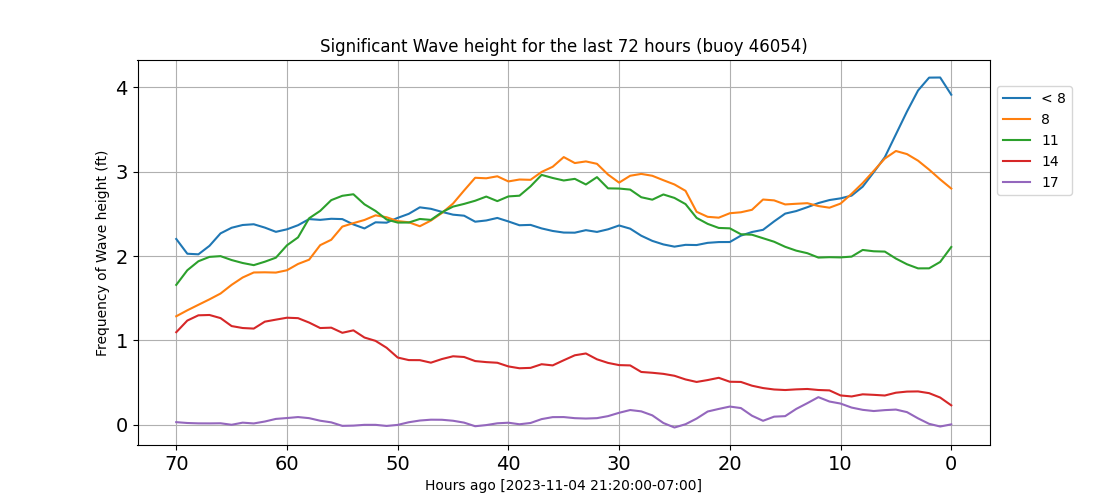 Significant Wave height for the last 72 hours (buoy 46054)
Frequency of Wave height (ft)
4
3
2
1
0
70 60 50 40 30 20 10 0
Hours ago [2023-11-04 21:20:00-07:00]
< 8
8
11
14
17